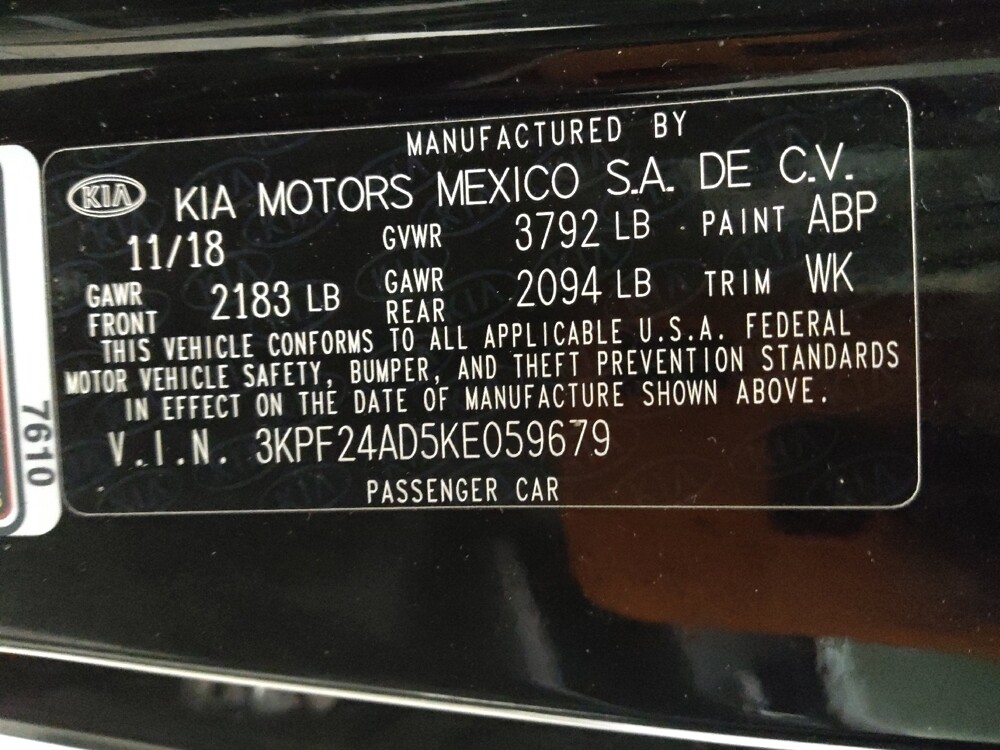 MANUFACTURED BY
KIA KIA MOTORS MEXICO S.A. DE C.V.
11/18 GVWR 3792 LB PAINT ABP
GAWR FRONT 2183 LB GAWR REAR 2094 LB TRIM WK
THIS VEHICLE CONFORMS TO ALL APPLICABLE U.S.A. FEDERAL
MOTOR VEHICLE SAFETY, BUMPER, AND THEFT PREVENTION STANDARDS
IN EFFECT ON THE DATE OF MANUFACTURE SHOWN ABOVE.
V.I.N. 3KPF24AD5KE059679
PASSENGER CAR
7610